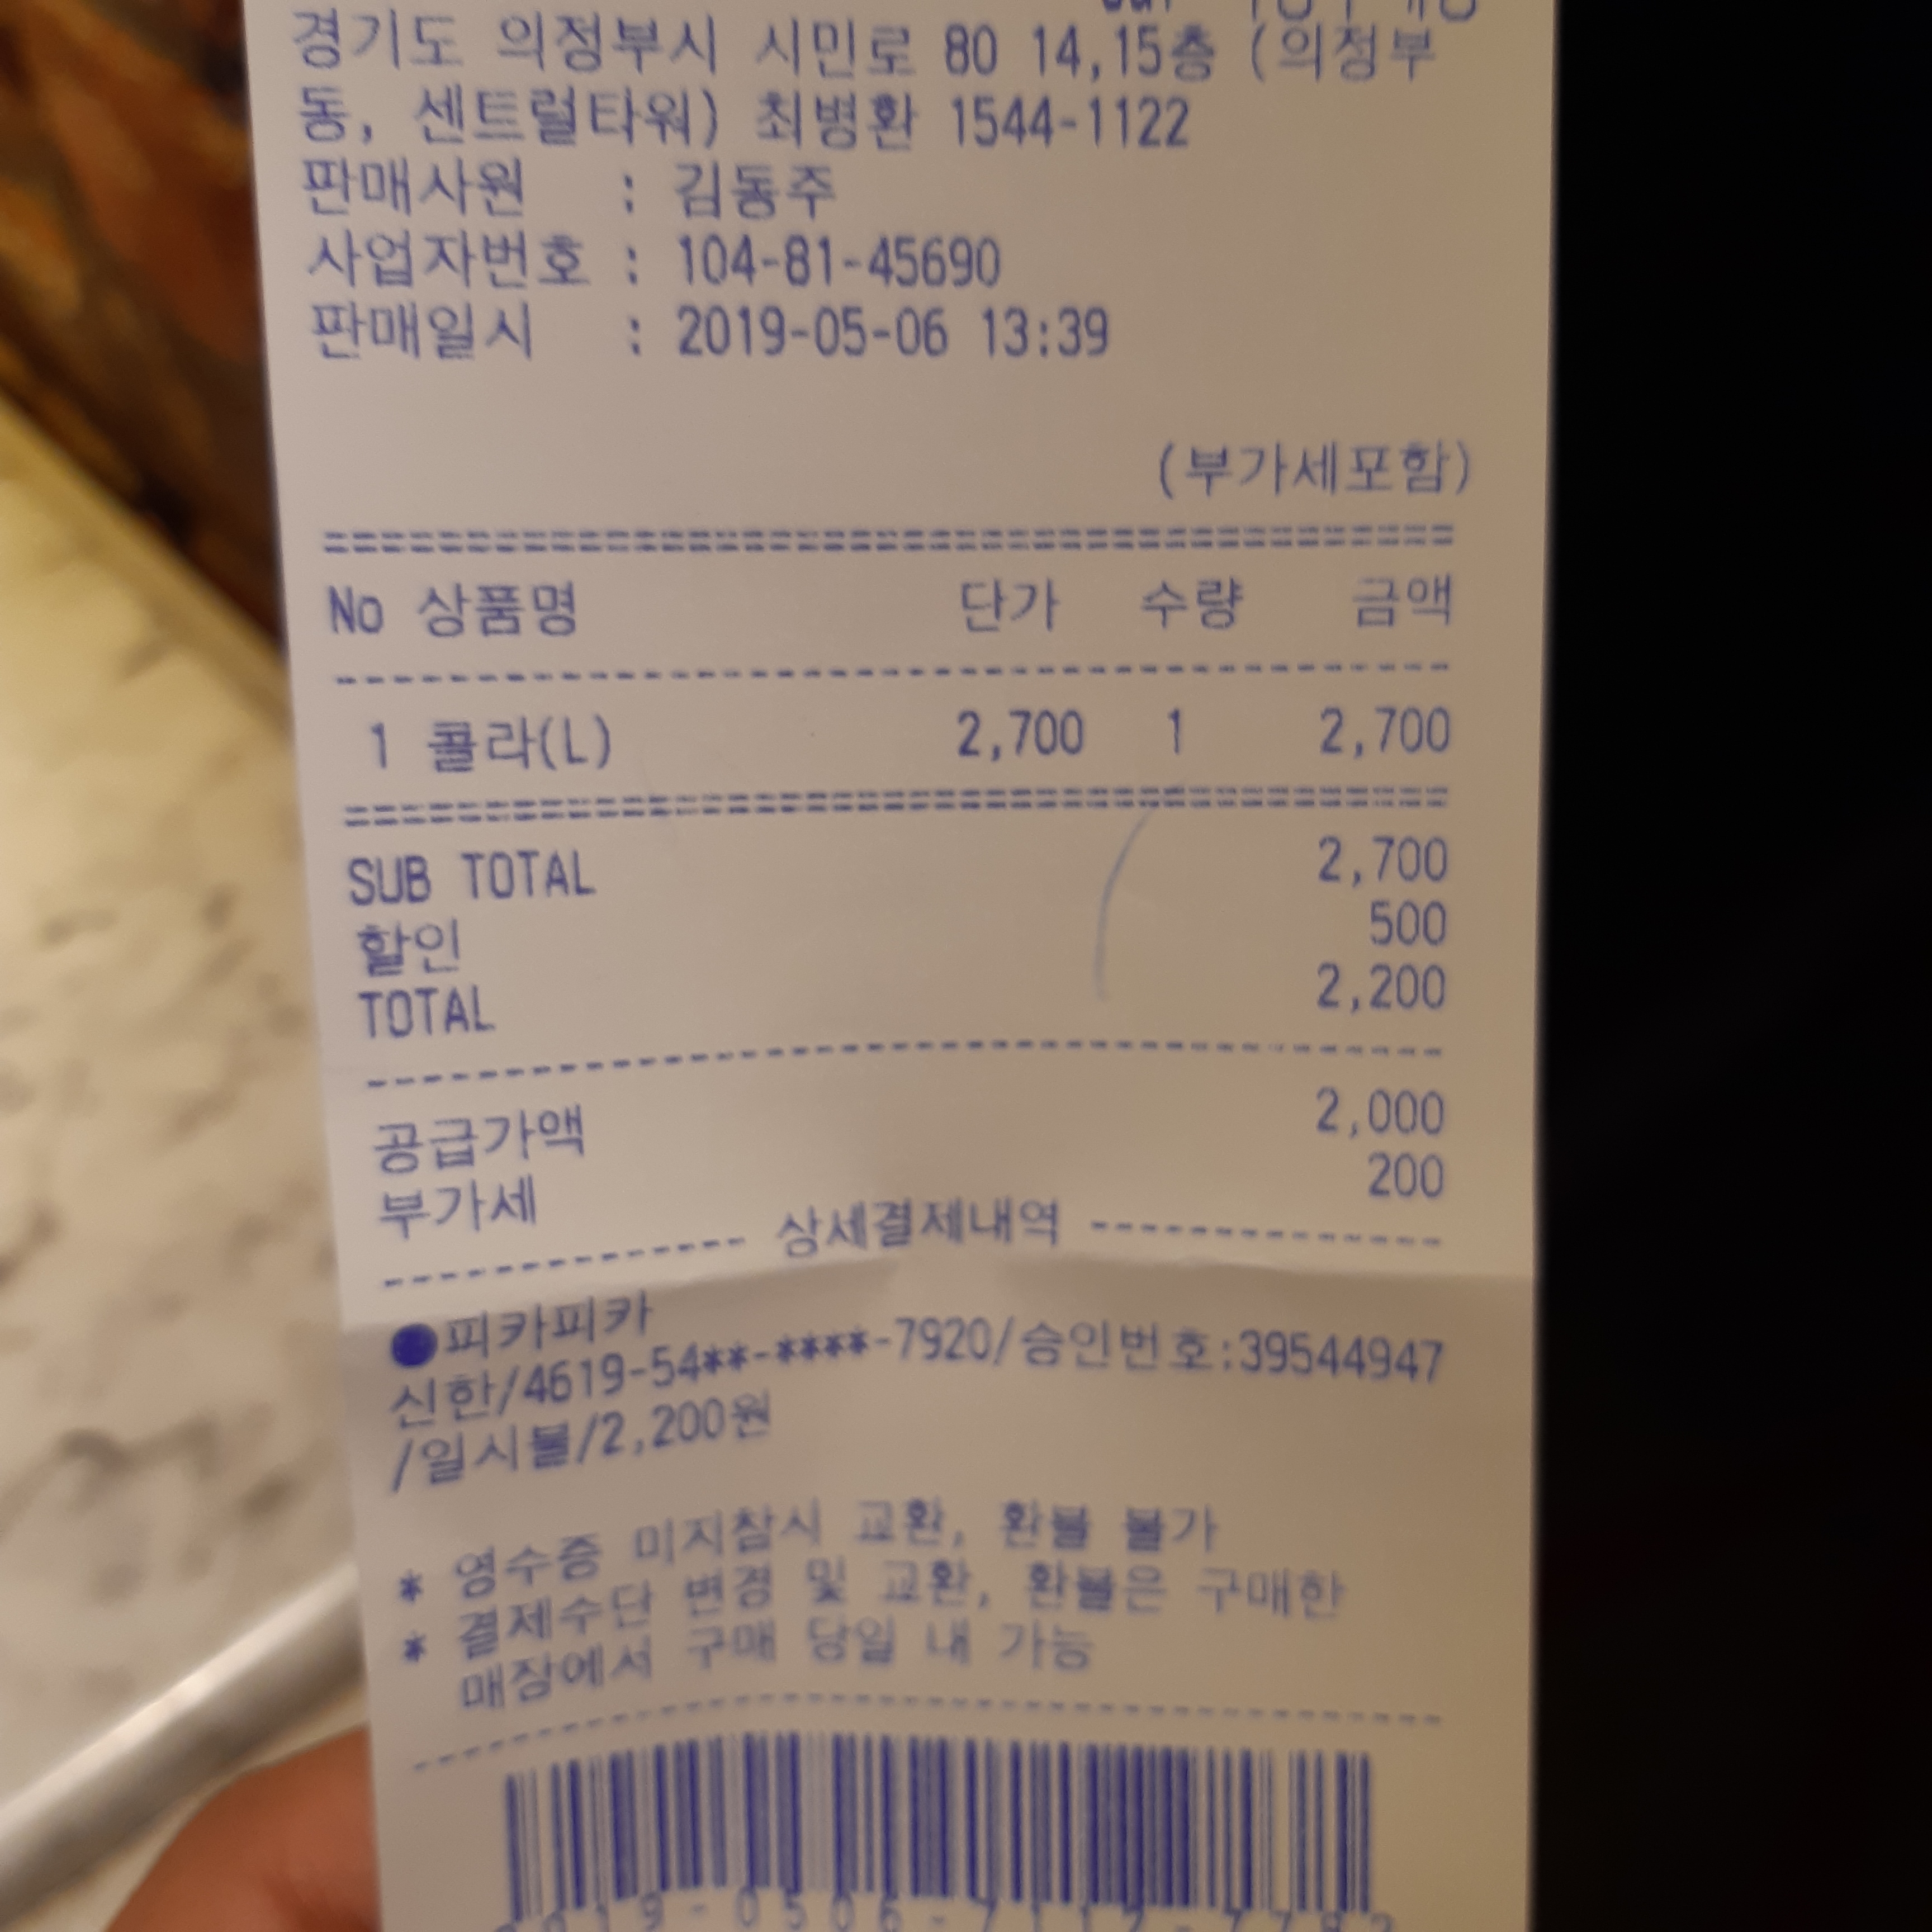 경기도 의정부시 시민로 80 14,15층 (의정부
동, 센트럴타워) 최병환 1544-1122
판매사원 : 김동주
사업자번호 : 104-81-45690
판매일시 : 2019-05-06 13:39
(부가세포함)
No 상품명 단가 수량 금액
1 콜라(L) 2,700 1 2,700
SUB TOTAL 2,700
할인 500
TOTAL 2,200
공급가액 2,000
부가세 200
상세결제내역
●피카피카
신한/4619-54**-****-7920/승인번호:39544947
/일시불/2,200원
* 영수증 미지참시 교환, 환불 불가
* 결제수단 변경 및 교환, 환불은 구매한
매장에서 구매 당일 내 가능